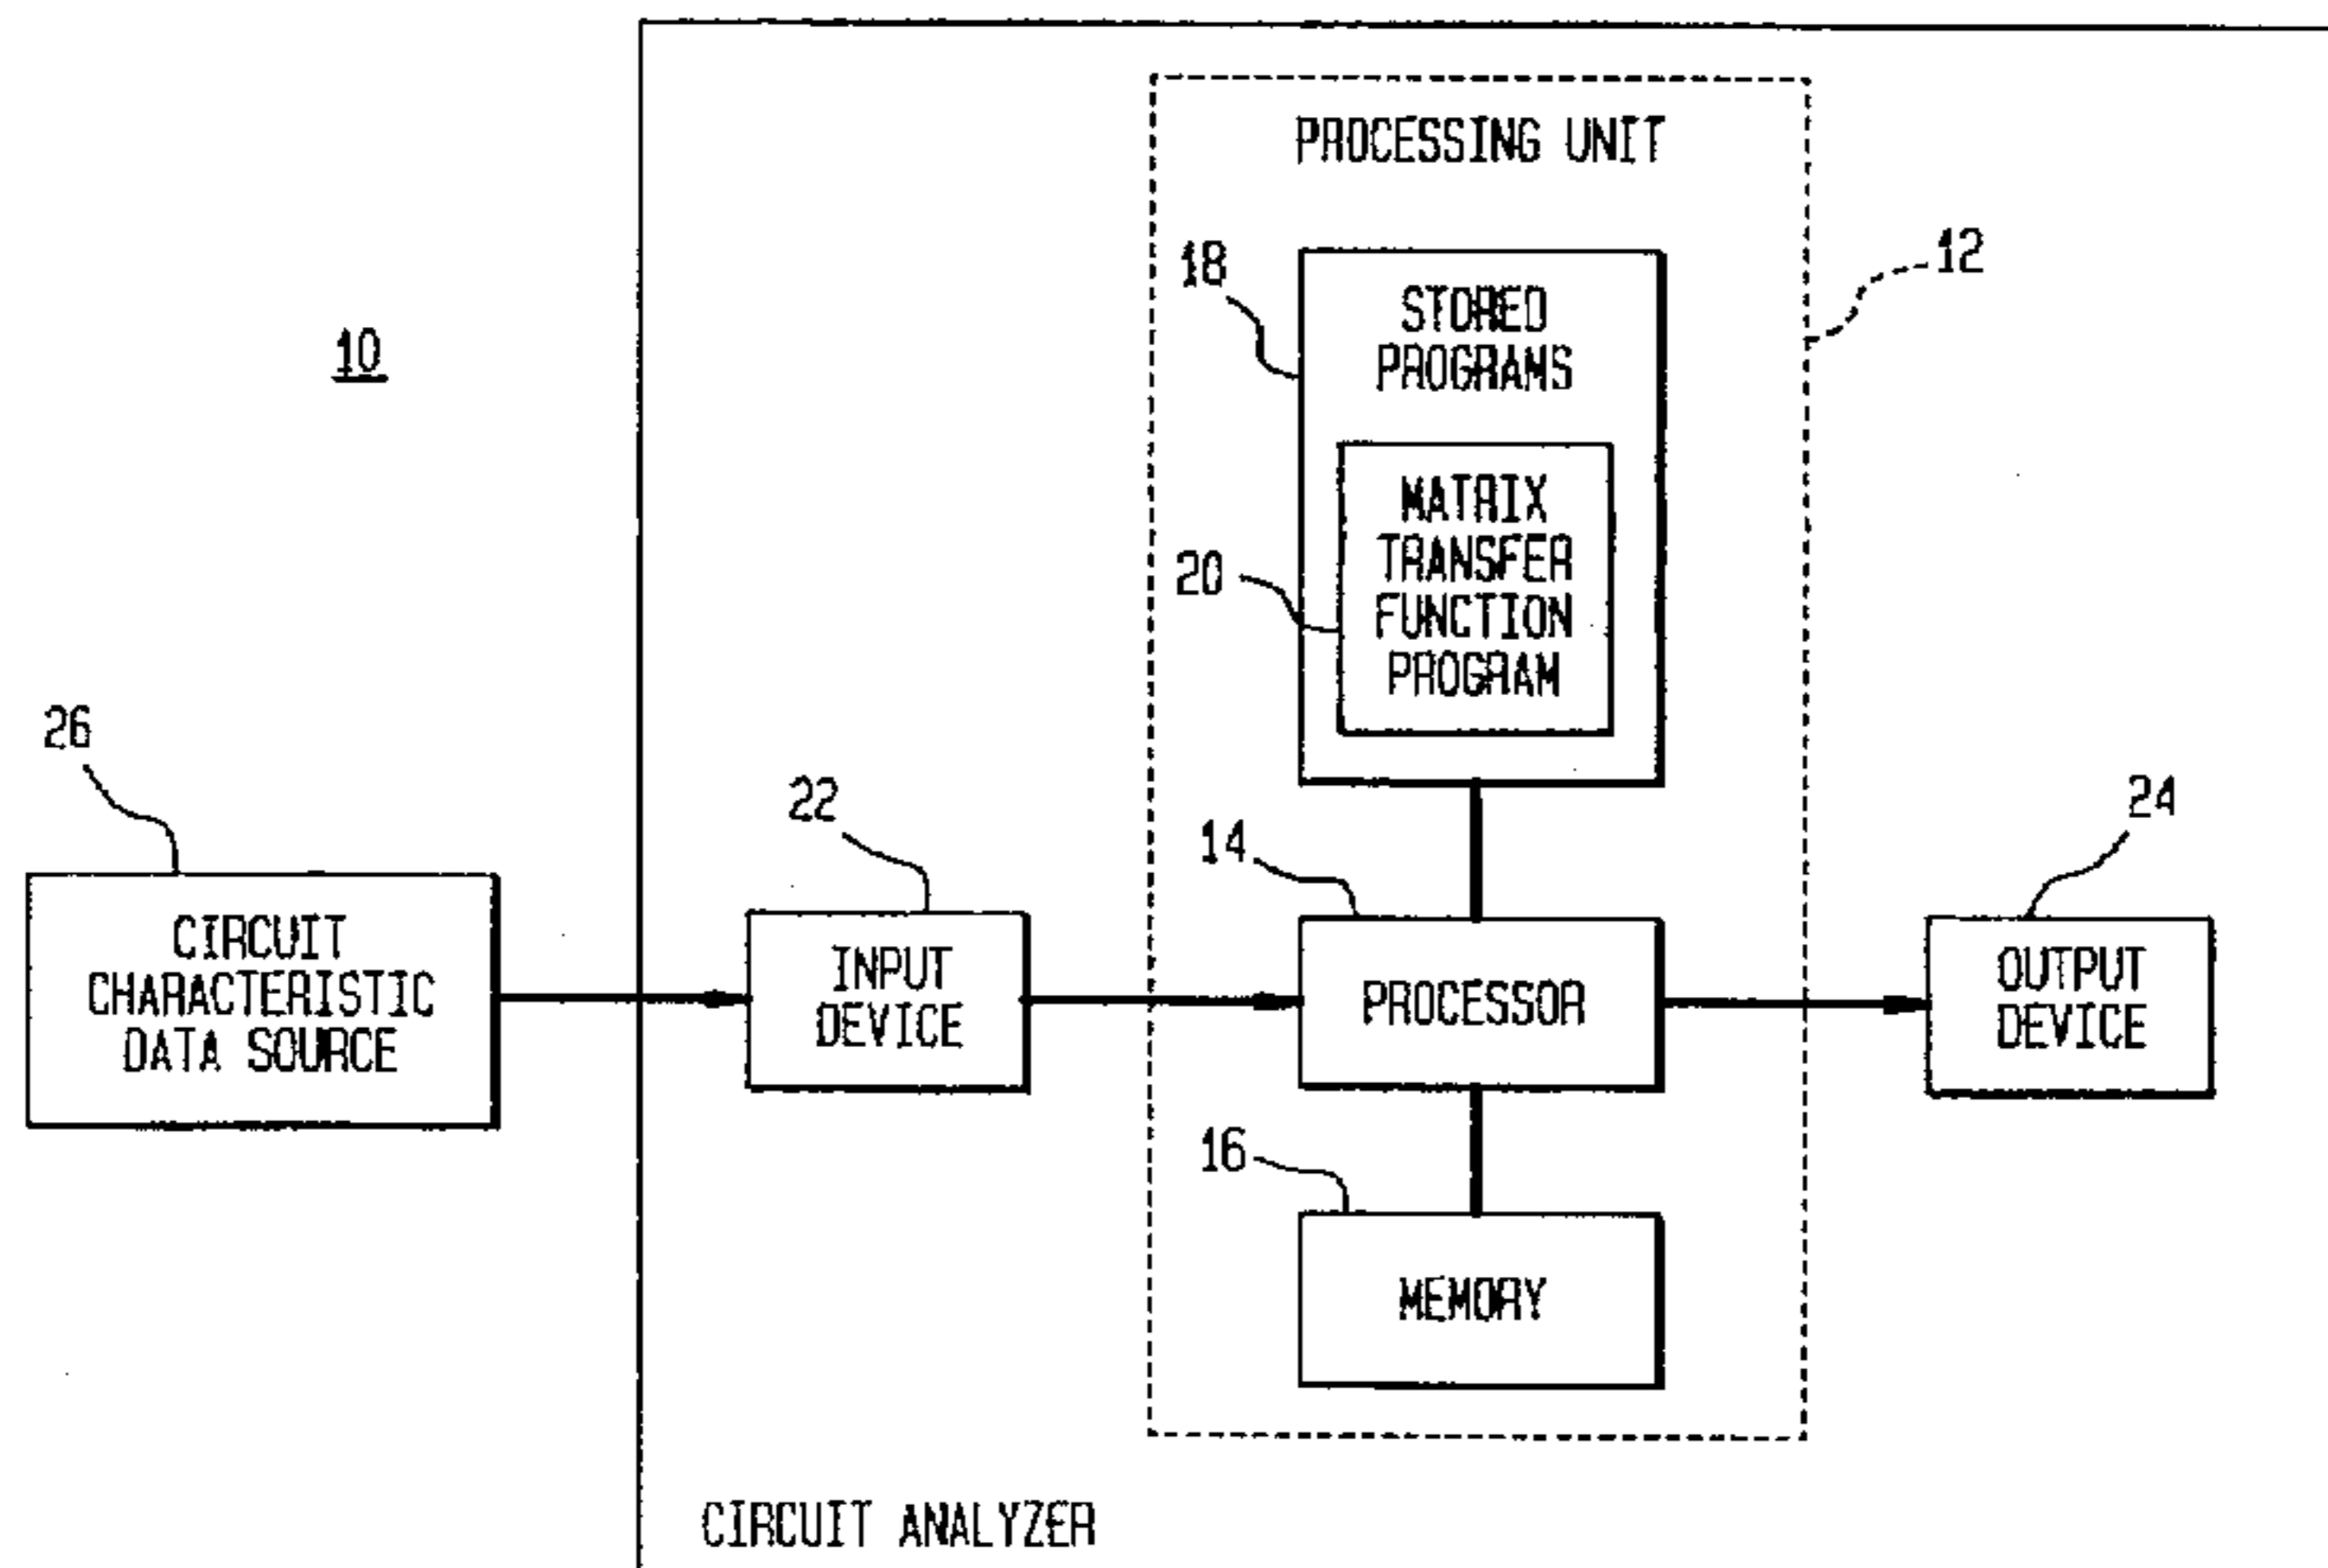 PROCESSING UNIT
12
18
STORED
PROGRAMS
10
MATRIX
TRANSFER
FUNCTION
PROGRAM
20
26
22
24
14
CIRCUIT
CHARACTERISTIC
DATA SOURCE
INPUT
DEVICE
PROCESSOR
OUTPUT
DEVICE
16
MEMORY
CIRCUIT ANALYZER